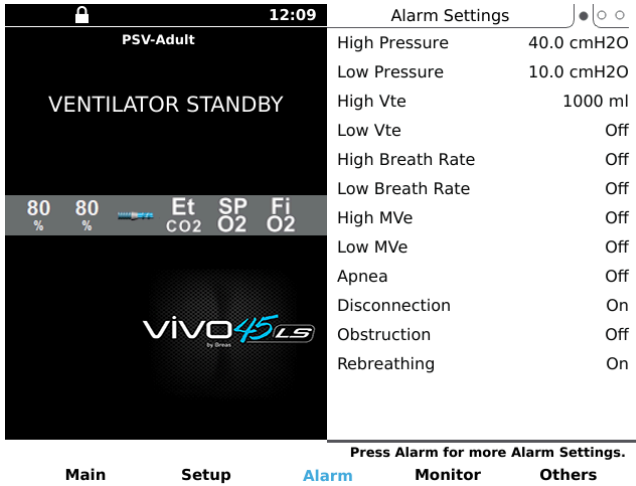 12:09
PSV-Adult
VENTILATOR STANDBY
80 % 80 % Et CO2 SP O2 Fi O2
vivo45 LS
by Breas
Alarm Settings
High Pressure 40.0 cmH2O
Low Pressure 10.0 cmH2O
High Vte 1000 ml
Low Vte Off
High Breath Rate Off
Low Breath Rate Off
High MVe Off
Low MVe Off
Apnea Off
Disconnection On
Obstruction Off
Rebreathing On
Press Alarm for more Alarm Settings.
Main Setup Alarm Monitor Others